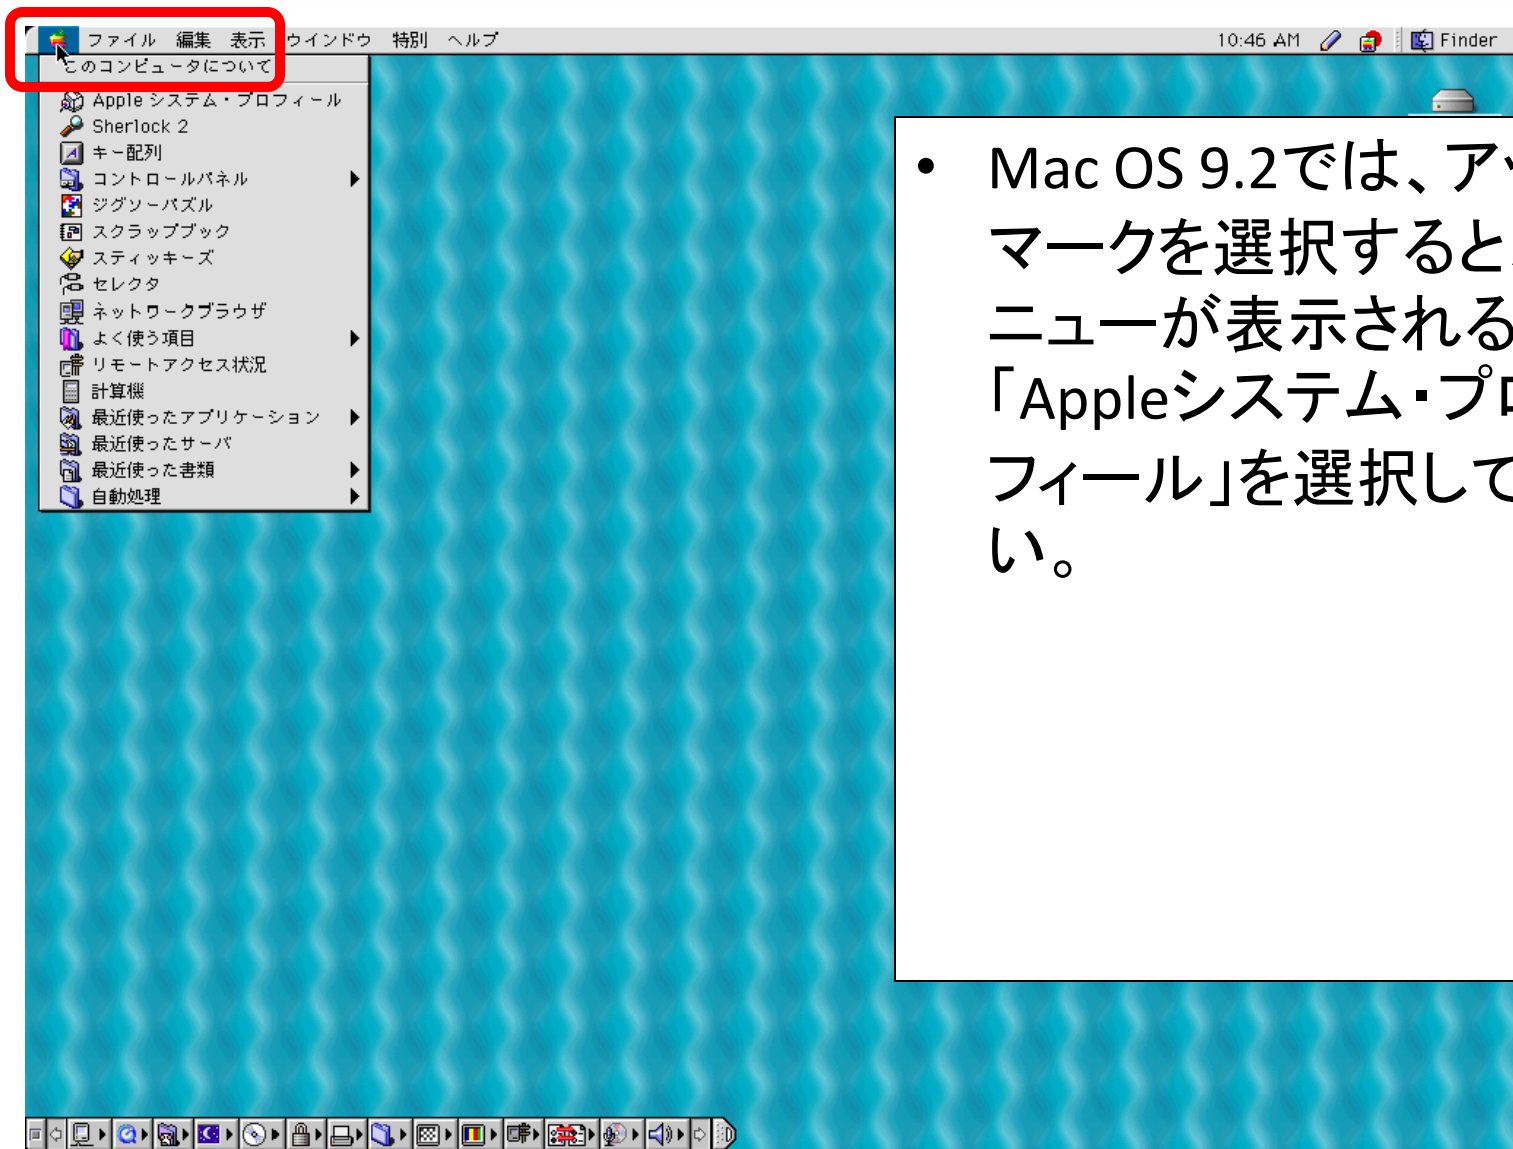 ファイル 編集 表示 ウインドウ 特別 ヘルプ
10:46 AM
Finder
このコンピュータについて
Apple システム・プロフィール
Sherlock 2
キー配列
コントロールパネル
ジグソーパズル
スクラップブック
スティッキーズ
セレクタ
ネットワークブラウザ
よく使う項目
リモートアクセス状況
計算機
最近使ったアプリケーション
最近使ったサーバ
最近使った書類
自動処理
• Mac OS 9.2では、アッ
マークを選択すると
ニューが表示される
「Appleシステム・プロ
フィール」を選択して
い。